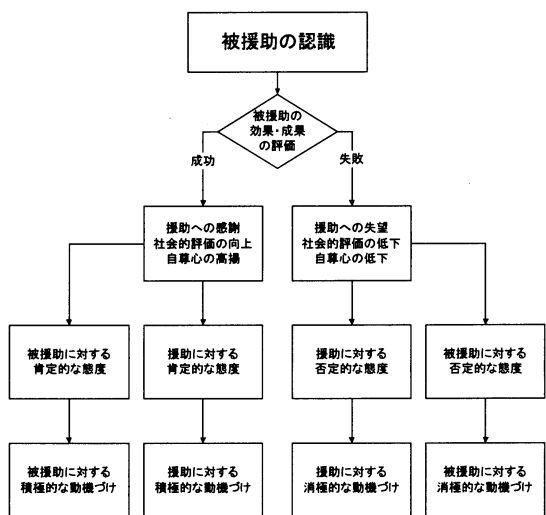 被援助の認識
被援助の
効果・成果
の評価
成功
失敗
援助への感謝
社会的評価の向上
自尊心の高揚
援助への失望
社会的評価の低下
自尊心の低下
被援助に対する
肯定的な態度
援助に対する
肯定的な態度
援助に対する
否定的な態度
被援助に対する
否定的な態度
被援助に対する
積極的な動機づけ
援助に対する
積極的な動機づけ
援助に対する
消極的な動機づけ
被援助に対する
消極的な動機づけ